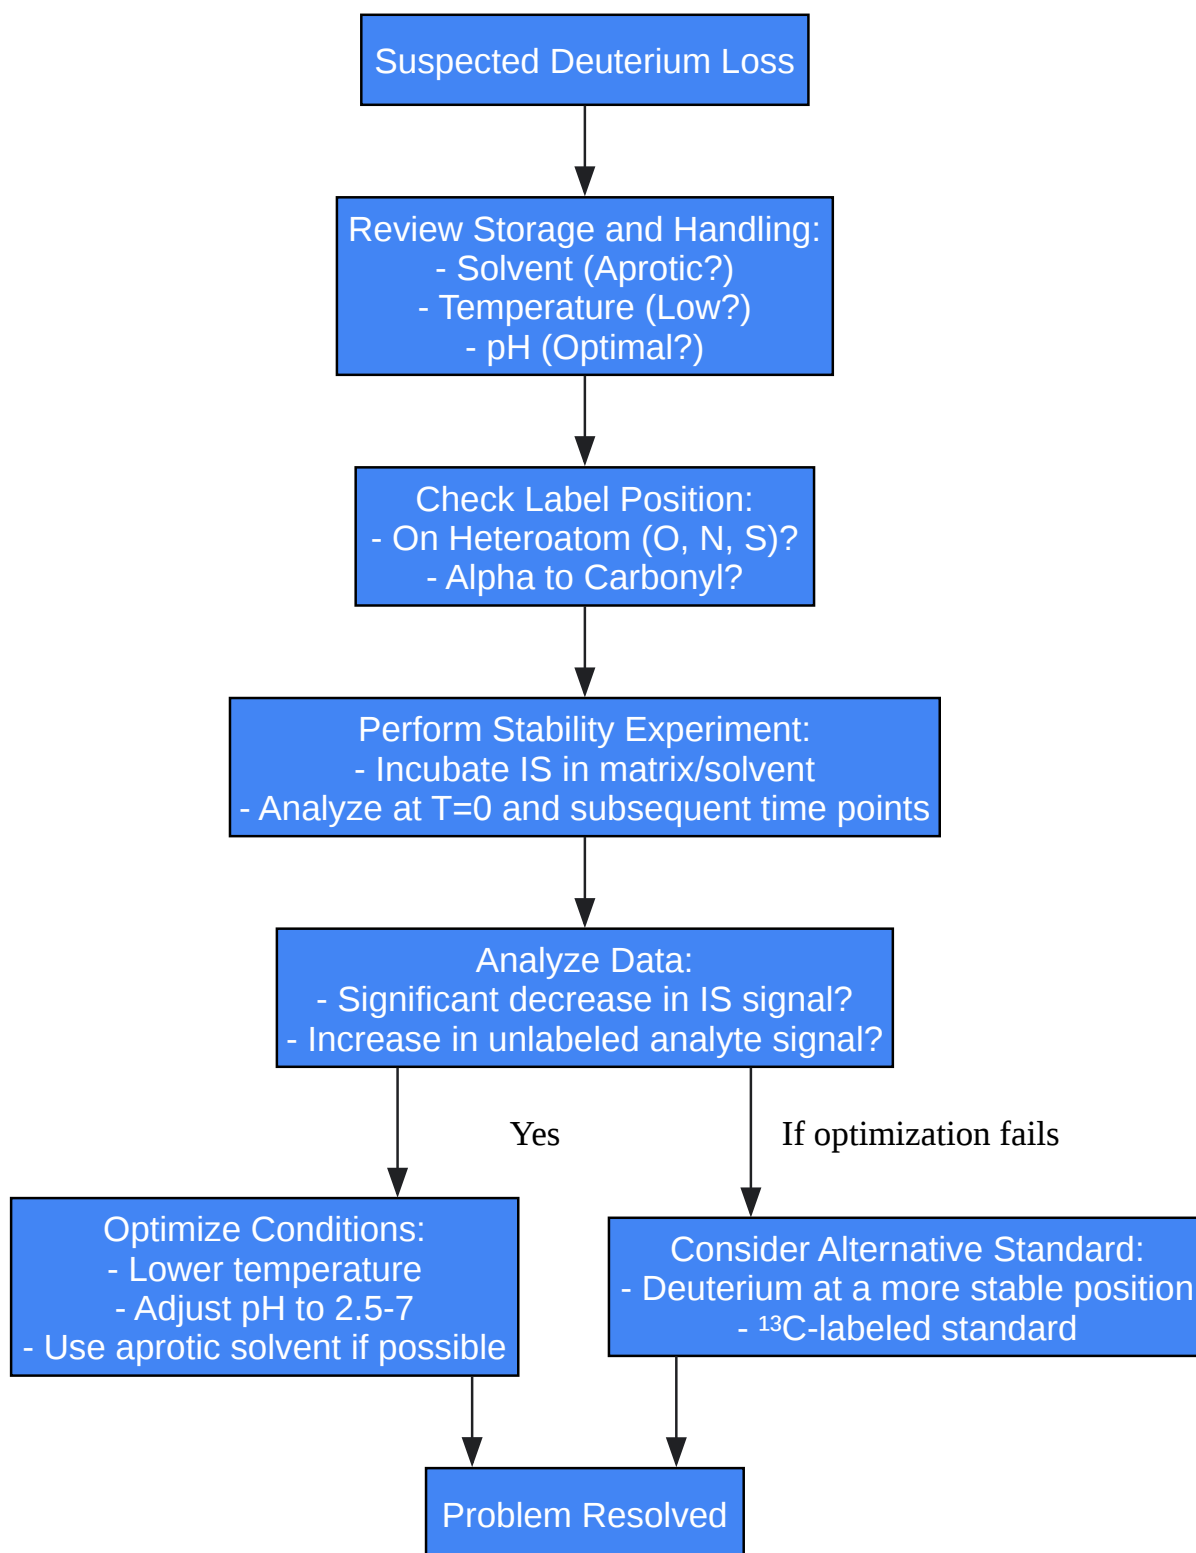 Suspected Deuterium Loss
Review Storage and Handling:
- Solvent (Aprotic?)
- Temperature (Low?)
- pH (Optimal?)
Check Label Position:
- On Heteroatom (O, N, S)?
- Alpha to Carbonyl?
Perform Stability Experiment:
- Incubate IS in matrix/solvent
- Analyze at T=0 and subsequent time points
Analyze Data:
- Significant decrease in IS signal?
- Increase in unlabeled analyte signal?
Yes
If optimization fails
Optimize Conditions:
- Lower temperature
- Adjust pH to 2.5-7
- Use aprotic solvent if possible
Consider Alternative Standard:
- Deuterium at a more stable position
- ¹³C-labeled standard
Problem Resolved